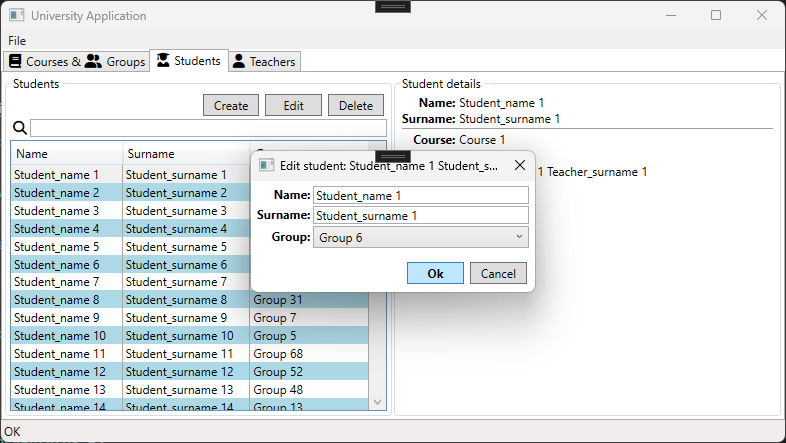 University Application
File
Courses & Groups Students Teachers
Students
Create Edit Delete
Name Surname G
Student_name 1 Student_surname 1
Student_name 2 Student_surname 2
Student_name 3 Student_surname 3
Student_name 4 Student_surname 4
Student_name 5 Student_surname 5
Student_name 6 Student_surname 6
Student_name 7 Student_surname 7
Student_name 8 Student_surname 8 Group 31
Student_name 9 Student_surname 9 Group 7
Student_name 10 Student_surname 10 Group 5
Student_name 11 Student_surname 11 Group 68
Student_name 12 Student_surname 12 Group 52
Student_name 13 Student_surname 13 Group 48
Student_name 14 Student_surname 14 Group 13
Student details
Name: Student_name 1
Surname: Student_surname 1
Course: Course 1
1 Teacher_surname 1
Edit student: Student_name 1 Student_s...
Name: Student_name 1
Surname: Student_surname 1
Group: Group 6
Ok Cancel
OK